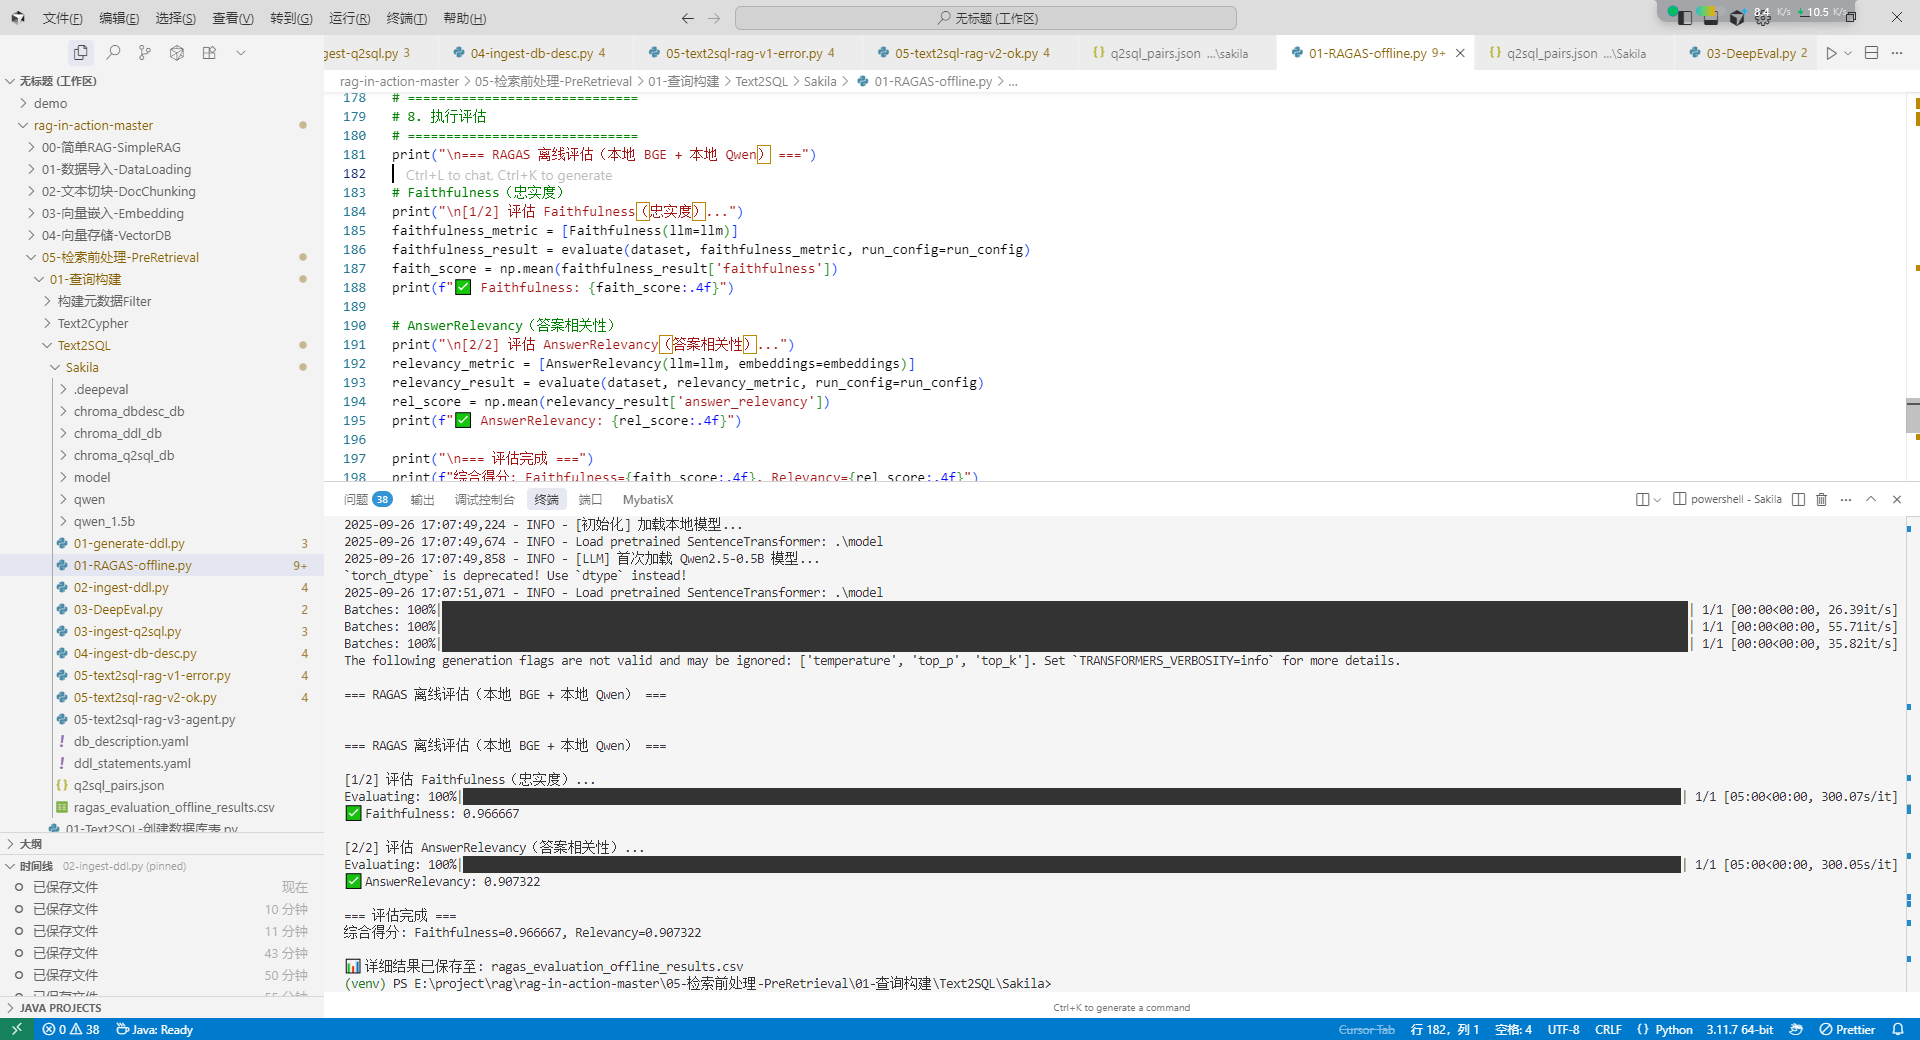 文件(F) 编辑(E) 选择(S) 查看(V) 转到(G) 运行(R) 终端(T) 帮助(H)
无标题 (工作区)
8.4 K/s 10.5 K/s
gest-q2sql.py 3 04-ingest-db-desc.py 4 05-text2sql-rag-v1-error.py 4 05-text2sql-rag-v2-ok.py 4 q2sql_pairs.json ...\sakila 01-RAGAS-offline.py 9+ q2sql_pairs.json ...\Sakila 03-DeepEval.py 2
rag-in-action-master > 05-检索前处理-PreRetrieval > 01-查询构建 > Text2SQL > Sakila > 01-RAGAS-offline.py > ...
无标题 (工作区)
demo
rag-in-action-master
00-简单RAG-SimpleRAG
01-数据导入-DataLoading
02-文本切块-DocChunking
03-向量嵌入-Embedding
04-向量存储-VectorDB
05-检索前处理-PreRetrieval
01-查询构建
构建元数据Filter
Text2Cypher
Text2SQL
Sakila
.deepeval
chroma_dbdesc_db
chroma_ddl_db
chroma_q2sql_db
model
qwen
qwen_1.5b
01-generate-ddl.py 3
01-RAGAS-offline.py 9+
02-ingest-ddl.py 4
03-DeepEval.py 2
03-ingest-q2sql.py 3
04-ingest-db-desc.py 4
05-text2sql-rag-v1-error.py 4
05-text2sql-rag-v2-ok.py 4
05-text2sql-rag-v3-agent.py
db_description.yaml
ddl_statements.yaml
q2sql_pairs.json
ragas_evaluation_offline_results.csv
01-Text2SQL-创建数据库表.py
大纲
时间线 02-ingest-ddl.py (pinned)
已保存文件 现在
已保存文件 10 分钟
已保存文件 11 分钟
已保存文件 43 分钟
已保存文件 50 分钟
JAVA PROJECTS
178 # ==============================
179 # 8. 执行评估
180 # ==============================
181 print("\n=== RAGAS 离线评估（本地 BGE + 本地 Qwen） ===")
182 Ctrl+L to chat, Ctrl+K to generate
183 # Faithfulness（忠实度）
184 print("\n[1/2] 评估 Faithfulness（忠实度）...")
185 faithfulness_metric = [Faithfulness(llm=llm)]
186 faithfulness_result = evaluate(dataset, faithfulness_metric, run_config=run_config)
187 faith_score = np.mean(faithfulness_result['faithfulness'])
188 print(f"✅ Faithfulness: {faith_score:.4f}")
189
190 # AnswerRelevancy（答案相关性）
191 print("\n[2/2] 评估 AnswerRelevancy（答案相关性）...")
192 relevancy_metric = [AnswerRelevancy(llm=llm, embeddings=embeddings)]
193 relevancy_result = evaluate(dataset, relevancy_metric, run_config=run_config)
194 rel_score = np.mean(relevancy_result['answer_relevancy'])
195 print(f"✅ AnswerRelevancy: {rel_score:.4f}")
196
197 print("\n=== 评估完成 ===")
198 print(f"综合得分: Faithfulness={faith_score:.4f}, Relevancy={rel_score:.4f}")
问题 38 输出 调试控制台 终端 端口 MybatisX powershell - Sakila
2025-09-26 17:07:49,224 - INFO - [初始化] 加载本地模型...
2025-09-26 17:07:49,674 - INFO - Load pretrained SentenceTransformer: .\model
2025-09-26 17:07:49,858 - INFO - [LLM] 首次加载 Qwen2.5-0.5B 模型...
`torch_dtype` is deprecated! Use `dtype` instead!
2025-09-26 17:07:51,071 - INFO - Load pretrained SentenceTransformer: .\model
Batches: 100%| | 1/1 [00:00<00:00, 26.39it/s]
Batches: 100%| | 1/1 [00:00<00:00, 55.71it/s]
Batches: 100%| | 1/1 [00:00<00:00, 35.82it/s]
The following generation flags are not valid and may be ignored: ['temperature', 'top_p', 'top_k']. Set `TRANSFORMERS_VERBOSITY=info` for more details.
=== RAGAS 离线评估（本地 BGE + 本地 Qwen） ===
=== RAGAS 离线评估（本地 BGE + 本地 Qwen） ===
[1/2] 评估 Faithfulness（忠实度）...
Evaluating: 100%| | 1/1 [05:00<00:00, 300.07s/it]
✅ Faithfulness: 0.966667
[2/2] 评估 AnswerRelevancy（答案相关性）...
Evaluating: 100%| | 1/1 [05:00<00:00, 300.05s/it]
✅ AnswerRelevancy: 0.907322
=== 评估完成 ===
综合得分: Faithfulness=0.966667, Relevancy=0.907322
📊 详细结果已保存至: ragas_evaluation_offline_results.csv
(venv) PS E:\project\rag\rag-in-action-master\05-检索前处理-PreRetrieval\01-查询构建\Text2SQL\Sakila>
Ctrl+K to generate a command
0 38 Java: Ready Cursor Tab 行 182，列 1 空格: 4 UTF-8 CRLF Python 3.11.7 64-bit Prettier